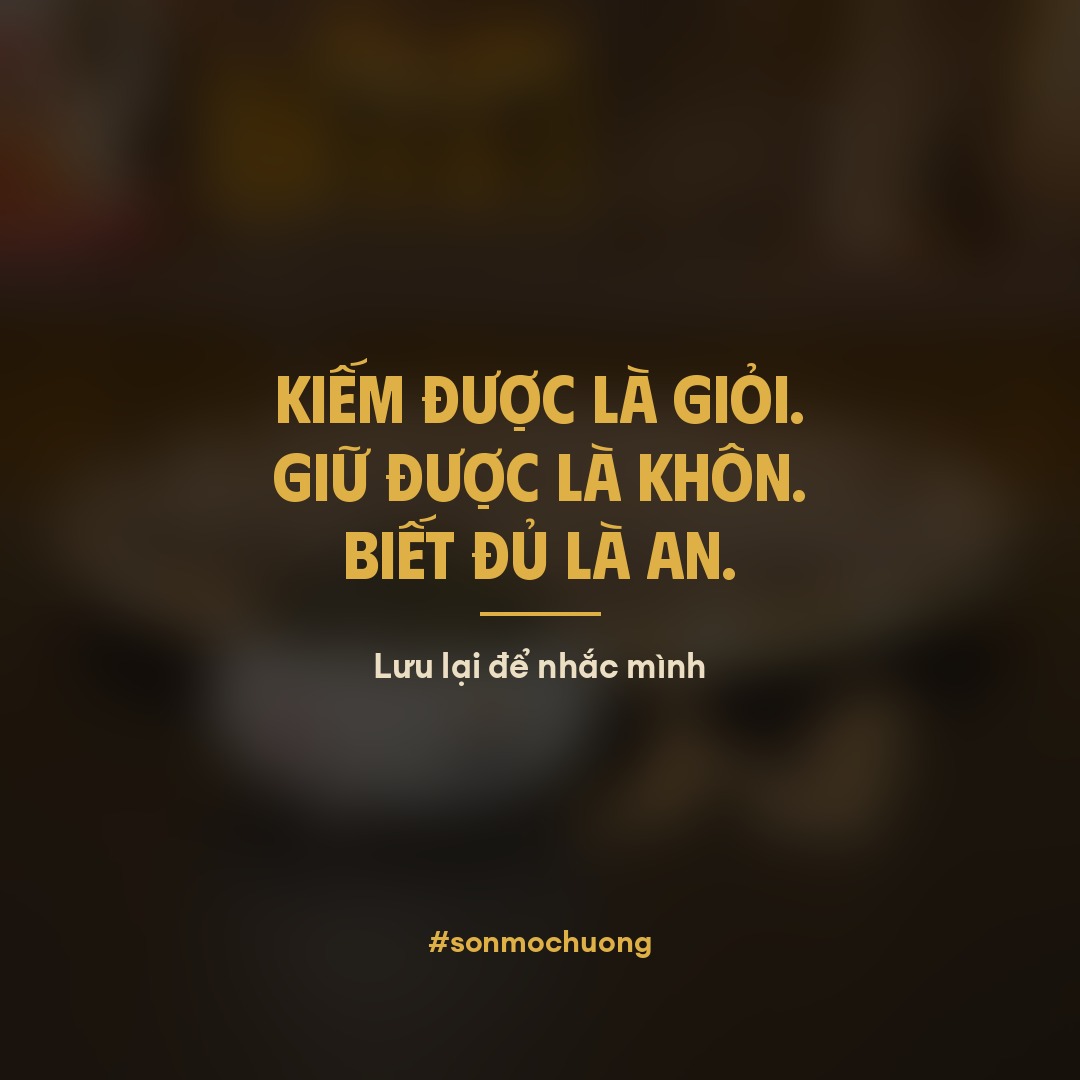 KIẾM ĐƯỢC LÀ GIỎI.
GIỮ ĐƯỢC LÀ KHÔN.
BIẾT ĐỦ LÀ AN.
Lưu lại để nhắc mình
#sonmochuong